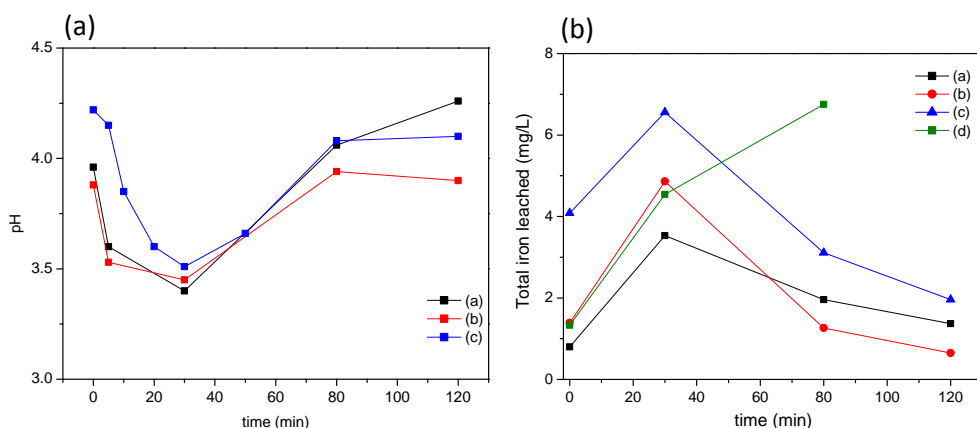 (a)
4.5
4.0
3.5
3.0
pH
0 20 40 60 80 100 120
time (min)
(a)
(b)
(c)
(b)
8
6
4
2
0
Total iron leached (mg/L)
0 20 40 60 80 100 120
time (min)
(a)
(b)
(c)
(d)